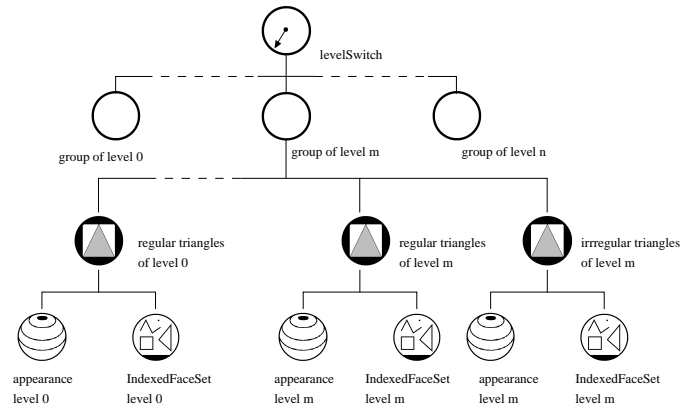 levelSwitch
group of level 0
group of level m
group of level n
regular triangles
of level 0
regular triangles
of level m
irrregular triangles
of level m
appearance
level 0
IndexedFaceSet
level 0
appearance
level m
IndexedFaceSet
level m
appearance
level m
IndexedFaceSet
level m